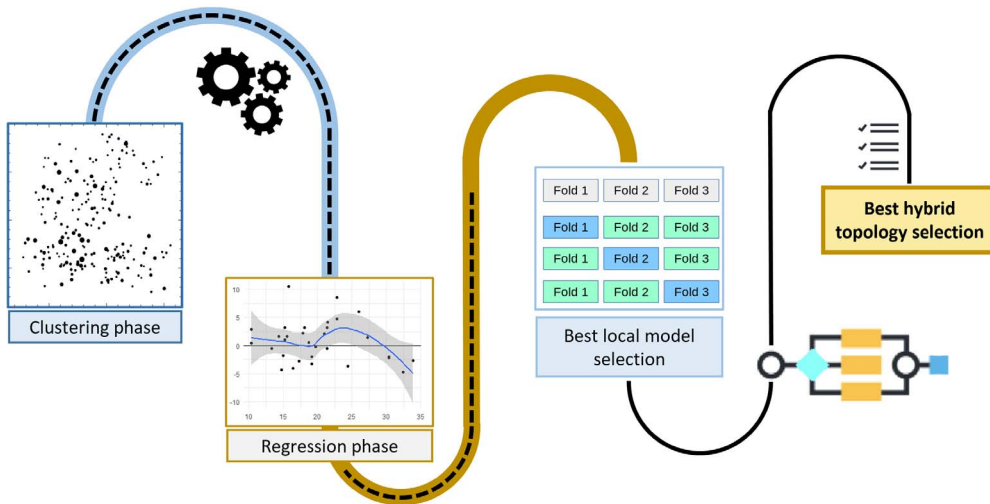 Clustering phase
10
5
0
-5
-10
10
15
20
25
30
35
Regression phase
Fold 1 Fold 2 Fold 3
Fold 1 Fold 2 Fold 3
Fold 1 Fold 2 Fold 3
Fold 1 Fold 2 Fold 3
Best local model
selection
Best hybrid
topology selection